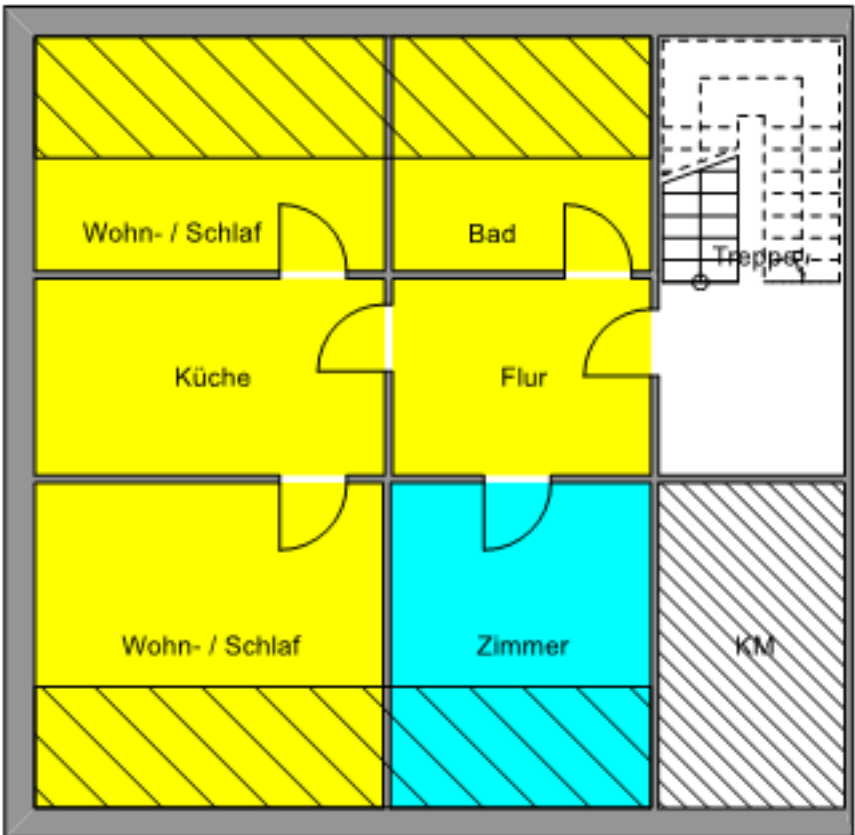 Wohn- / Schlaf
Bad
Treppe
Küche
Flur
Wohn- / Schlaf
Zimmer
KM